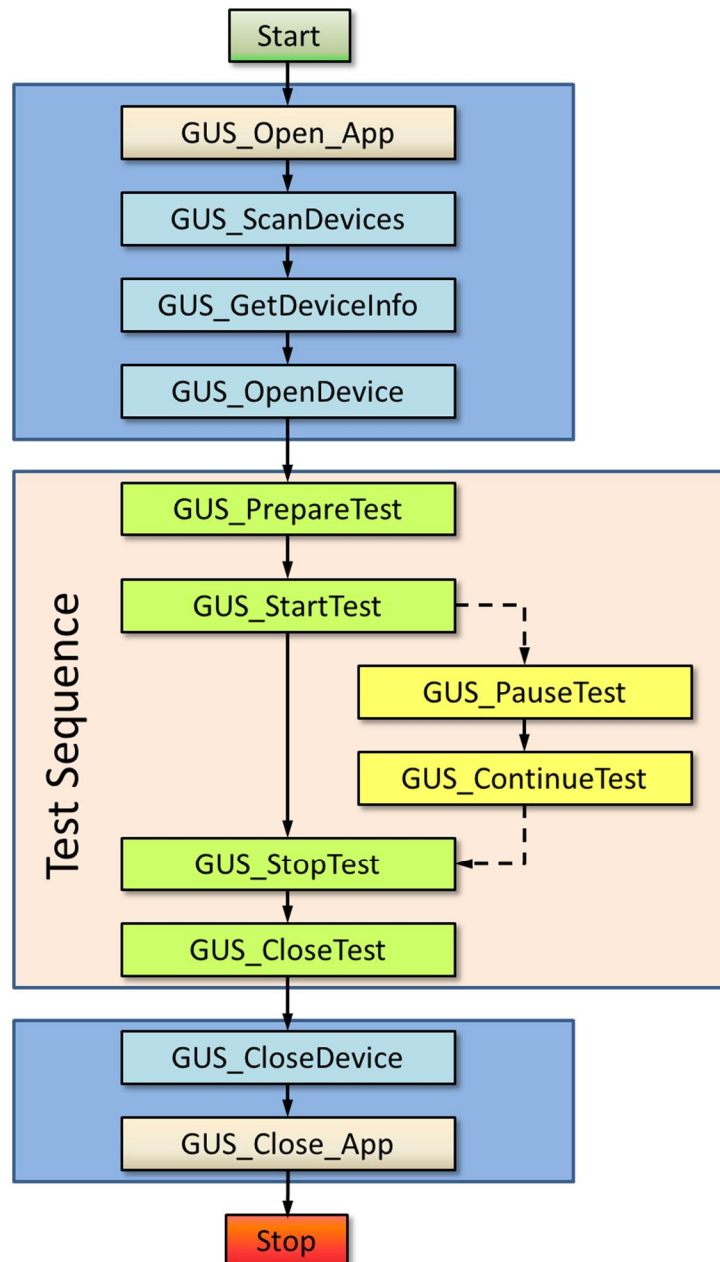 Start
GUS_Open_App
GUS_ScanDevices
GUS_GetDeviceInfo
GUS_OpenDevice
Test Sequence
GUS_PrepareTest
GUS_StartTest
GUS_PauseTest
GUS_ContinueTest
GUS_StopTest
GUS_CloseTest
GUS_CloseDevice
GUS_Close_App
Stop